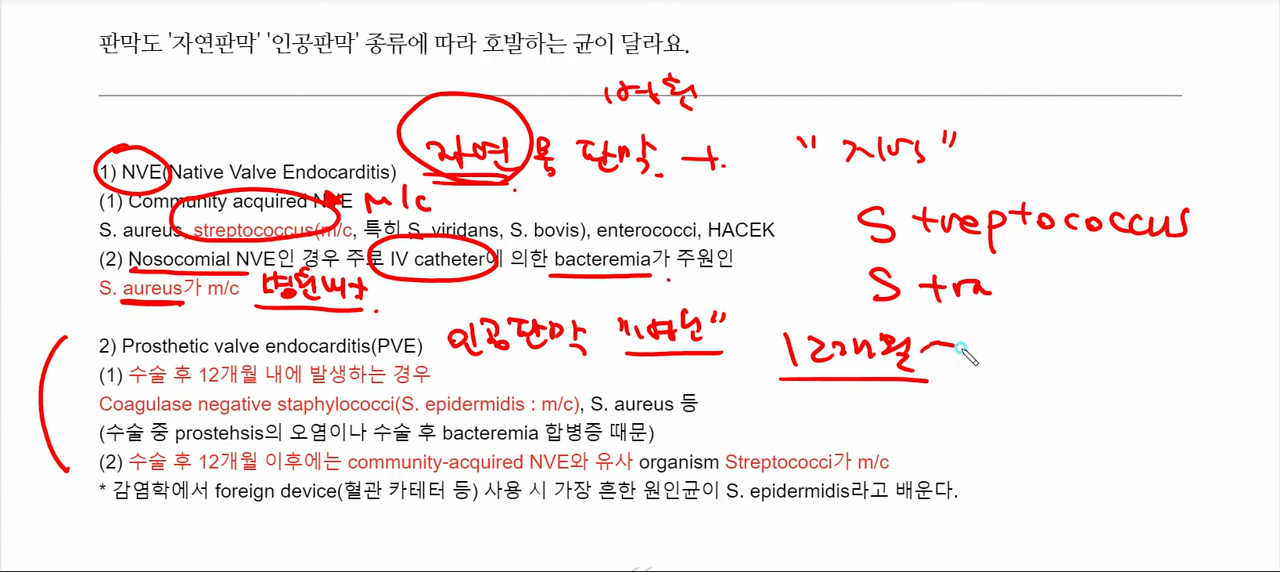 판막도 '자연판막' '인공판막' 종류에 따라 호발하는 균이 달라요.
자연 판막 +
1) NVE(Native Valve Endocarditis)
(1) Community acquired NVE
m/c
S. aureus, streptococcus(m/c, 특히 S. viridans, S. bovis), enterococci, HACEK
Streptococcus
(2) Nosocomial NVE인 경우 주로 IV catheter에 의한 bacteremia가 주원인
S. aureus가 m/c
S
인공판막 "1년"
2) Prosthetic valve endocarditis(PVE)
12개월 ~
(1) 수술 후 12개월 내에 발생하는 경우
Coagulase negative staphylococci(S. epidermidis : m/c), S. aureus 등
(수술 중 prostehsis의 오염이나 수술 후 bacteremia 합병증 때문)
(2) 수술 후 12개월 이후에는 community-acquired NVE와 유사 organism Streptococci가 m/c
* 감염학에서 foreign device(혈관 카테터 등) 사용 시 가장 흔한 원인균이 S. epidermidis라고 배운다.